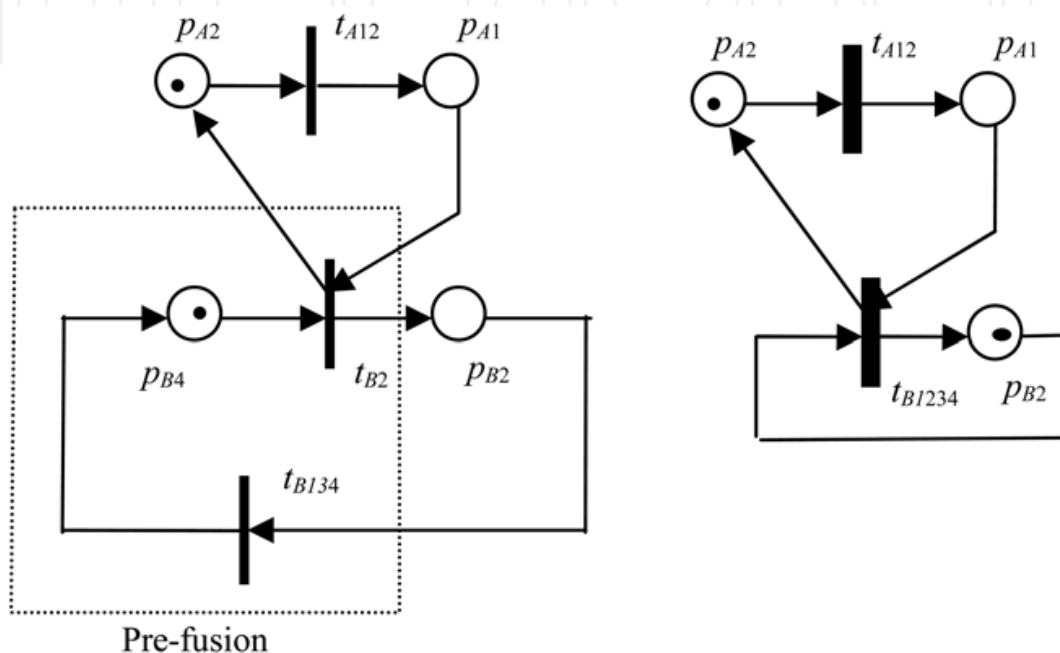 pA2 tA12 pA1
pA2 tA12 pA1
pB4 tB2 pB2
tB1234 pB2
tB134
Pre-fusion